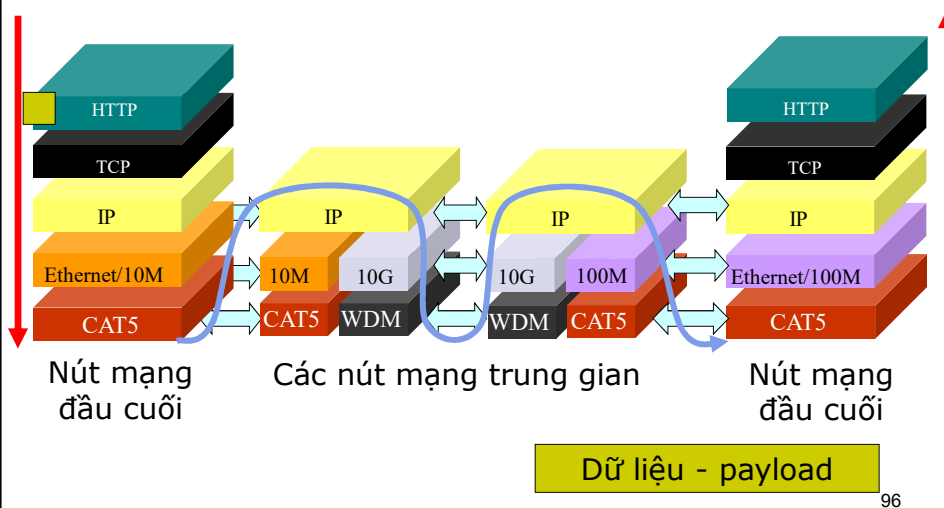 HTTP
TCP
IP
Ethernet/10M
CAT5
IP
10M
10G
CAT5
WDM
IP
10G
100M
WDM
CAT5
HTTP
TCP
IP
Ethernet/100M
CAT5
Nút mạng
đầu cuối
Các nút mạng trung gian
Nút mạng
đầu cuối
Dữ liệu - payload
96